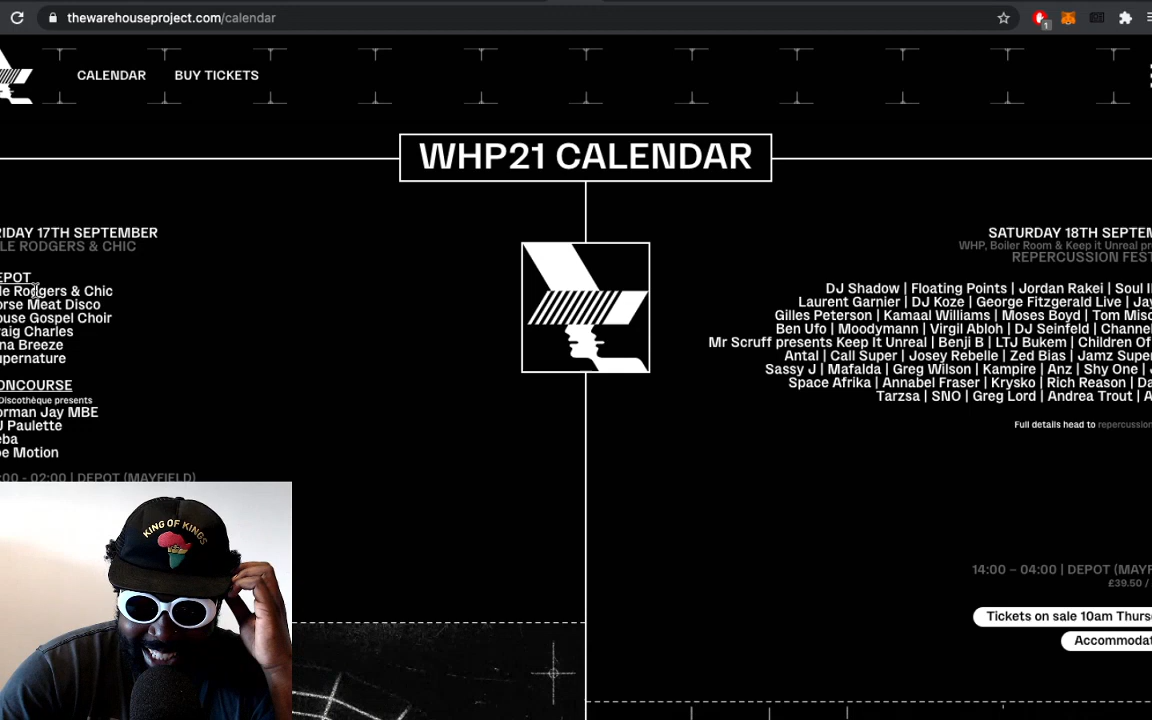 thewarehouseproject.com/calendar
1
CALENDAR
BUY TICKETS
WHP21 CALENDAR
RIDAY 17TH SEPTEMBER
LE RODGERS & CHIC
EPOT
le Rodgers & Chic
orse Meat Disco
ouse Gospel Choir
raig Charles
na Breeze
upernature
ONCOURSE
Discothèque presents
orman Jay MBE
J Paulette
eba
oe Motion
:00 - 02:00 | DEPOT (MAYFIELD)
SATURDAY 18TH SEPTEM
WHP, Boiler Room & Keep it Unreal pr
REPERCUSSION FEST
DJ Shadow | Floating Points | Jordan Rakei | Soul II
Laurent Garnier | DJ Koze | George Fitzgerald Live | Jay
Gilles Peterson | Kamaal Williams | Moses Boyd | Tom Misc
Ben Ufo | Moodymann | Virgil Abloh | DJ Seinfeld | Channel
Mr Scruff presents Keep It Unreal | Benji B | LTJ Bukem | Children Of
Antal | Call Super | Josey Rebelle | Zed Bias | Jamz Supe
Sassy J | Mafalda | Greg Wilson | Kampire | Anz | Shy One | J
Space Afrika | Annabel Fraser | Krysko | Rich Reason | Da
Tarzsa | SNO | Greg Lord | Andrea Trout | A
Full details head to repercussion
14:00 – 04:00 | DEPOT (MAYF
£39.50 /
Tickets on sale 10am Thurs
Accommodat
KING OF KINGS